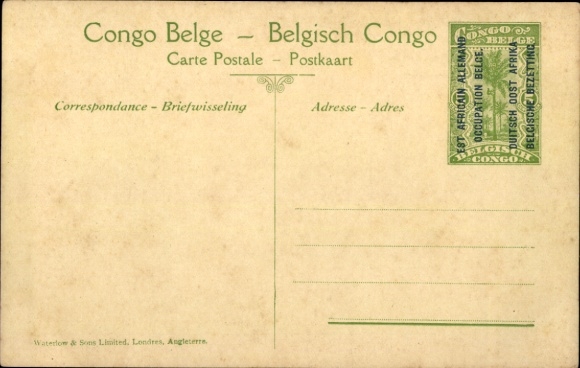 Congo Belge – Belgisch Congo
Carte Postale – Postkaart
Correspondance – Briefwisseling
Adresse – Adres
CONGO
BELGE
EST AFRICAIN ALLEMAND
OCCUPATION BELGE.
DUITSCH OOST AFRIKA
BELGISCHE BEZETTING.
BELGISCH
CONGO
Waterlow & Sons Limited, Londres, Angleterre.